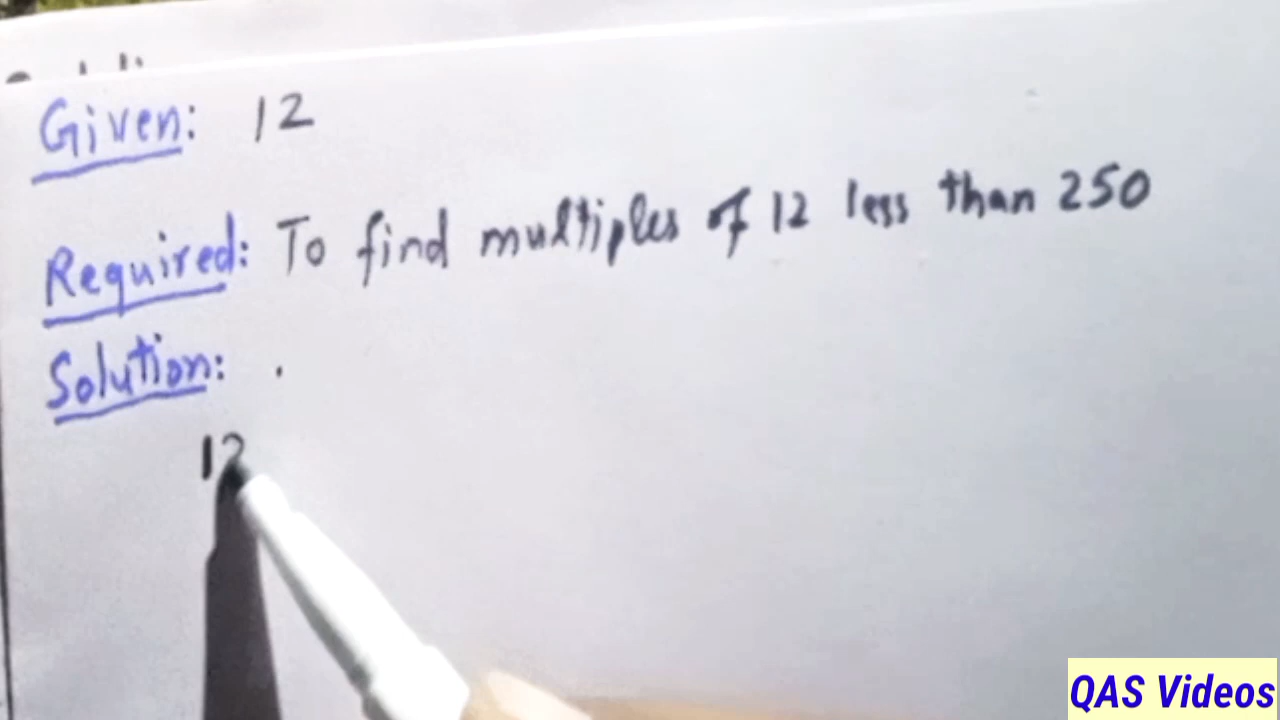 Given: 12
Required: To find multiples of 12 less than 250
Solution: .
12
QAS Videos